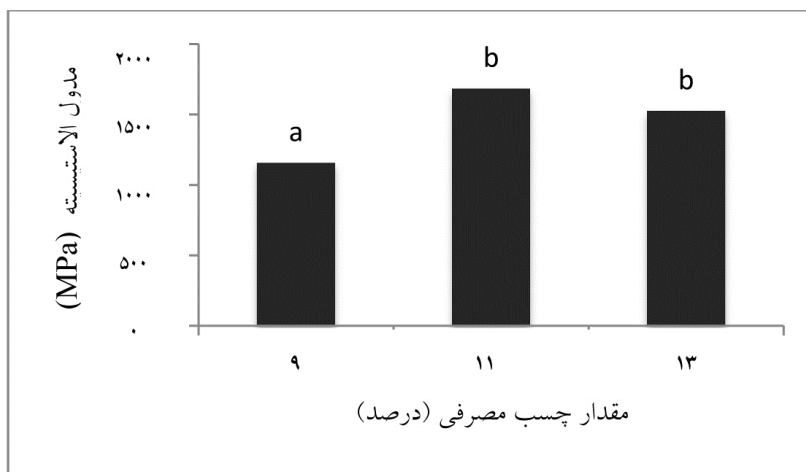 مدول الاستیسیته
(MPa)
۲۰۰۰
۱۵۰۰
۱۰۰۰
۵۰۰
۰
a
b
b
۹
۱۱
۱۳
مقدار چسب مصرفی (درصد)